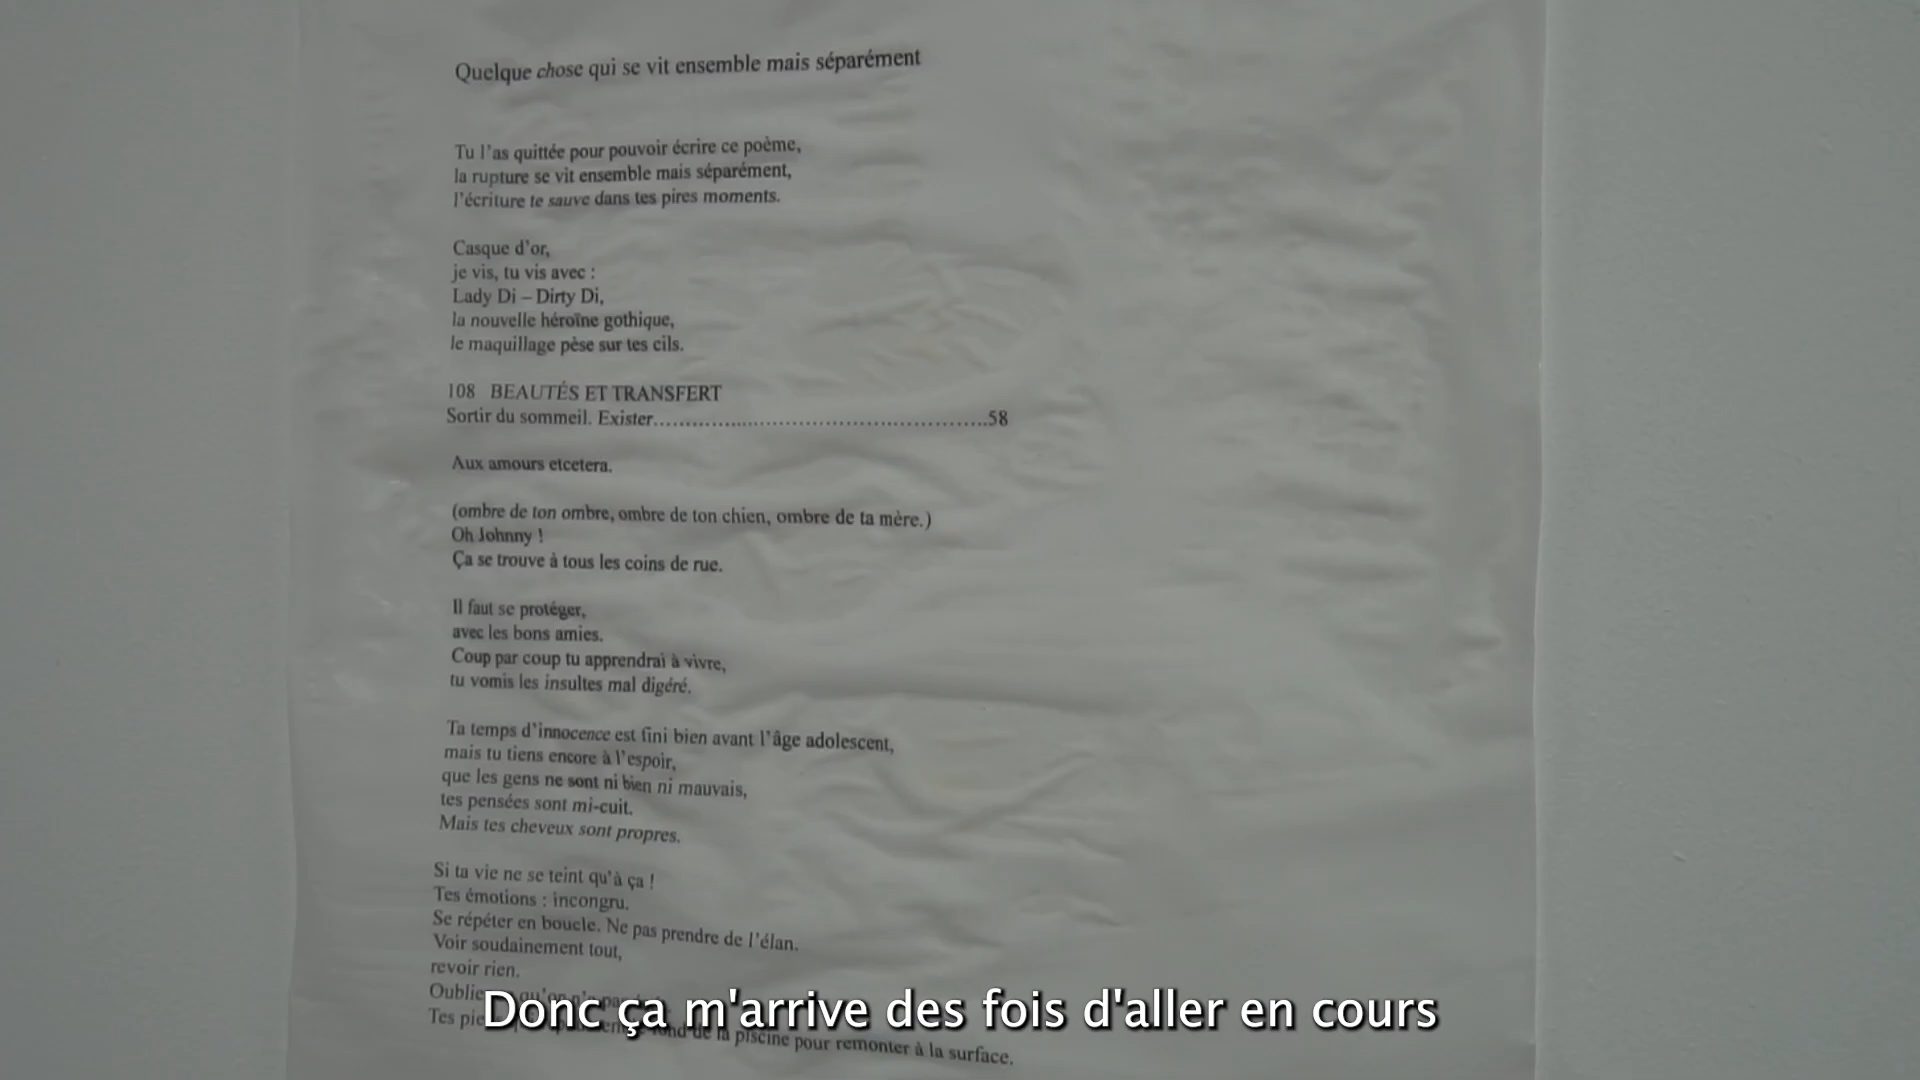 Quelque chose qui se vit ensemble mais séparément
Tu l'as quittée pour pouvoir écrire ce poème,
la rupture se vit ensemble mais séparément,
l'écriture te sauve dans tes pires moments.
Casque d'or,
je vis, tu vis avec :
Lady Di – Dirty Di,
la nouvelle héroïne gothique,
le maquillage pèse sur tes cils.
108 BEAUTÉS ET TRANSFERT
Sortir du sommeil. Exister..........................................................58
Aux amours etcetera.
(ombre de ton ombre, ombre de ton chien, ombre de ta mère.)
Oh Johnny !
Ça se trouve à tous les coins de rue.
Il faut se protéger,
avec les bons amies.
Coup par coup tu apprendrai à vivre,
tu vomis les insultes mal digéré.
Ta temps d'innocence est fini bien avant l'âge adolescent,
mais tu tiens encore à l'espoir,
que les gens ne sont ni bien ni mauvais,
tes pensées sont mi-cuit.
Mais tes cheveux sont propres.
Si ta vie ne se teint qu'à ça !
Tes émotions : incongru.
Se répéter en boucle. Ne pas prendre de l'élan.
Voir soudainement tout,
revoir rien.
fond de la piscine pour remonter à la surface.
Donc ça m'arrive des fois d'aller en cours